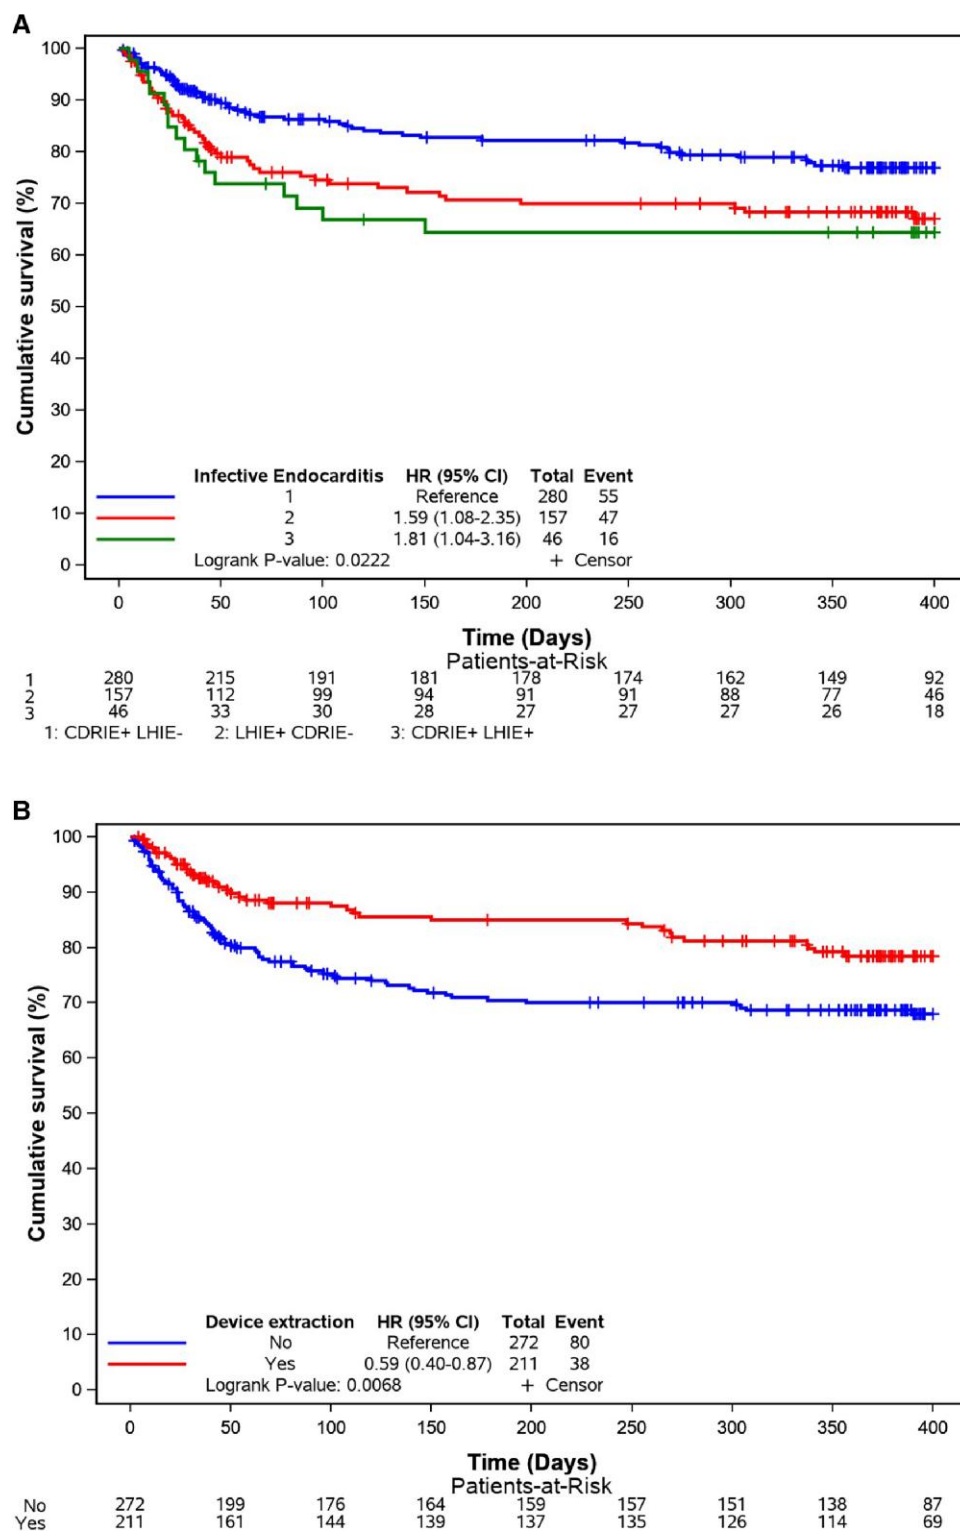 A
Cumulative survival (%)
100
90
80
70
60
50
40
30
20
10
0
Infective Endocarditis HR (95% CI) Total Event
1 Reference 280 55
2 1.59 (1.08-2.35) 157 47
3 1.81 (1.04-3.16) 46 16
Logrank P-value: 0.0222 + Censor
0 50 100 150 200 250 300 350 400
Time (Days)
Patients-at-Risk
1 280 215 191 181 178 174 162 149 92
2 157 112 99 94 91 91 88 77 46
3 46 33 30 28 27 27 27 26 18
1: CDRIE+ LHIE- 2: LHIE+ CDRIE- 3: CDRIE+ LHIE+
B
Cumulative survival (%)
100
90
80
70
60
50
40
30
20
10
0
Device extraction HR (95% CI) Total Event
No Reference 272 80
Yes 0.59 (0.40-0.87) 211 38
Logrank P-value: 0.0068 + Censor
0 50 100 150 200 250 300 350 400
Time (Days)
Patients-at-Risk
No 272 199 176 164 159 157 151 138 87
Yes 211 161 144 139 137 135 126 114 69